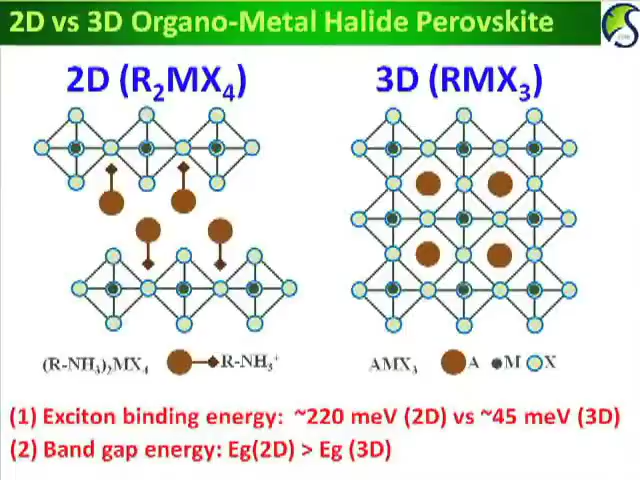 2D vs 3D Organo-Metal Halide Perovskite
2D (R₂MX₄)
3D (RMX₃)
(R-NH₃)₂MX₄
R-NH₃⁺
AMX₃
A
M
X
(1) Exciton binding energy: ~220 meV (2D) vs ~45 meV (3D)
(2) Band gap energy: Eg(2D) > Eg (3D)